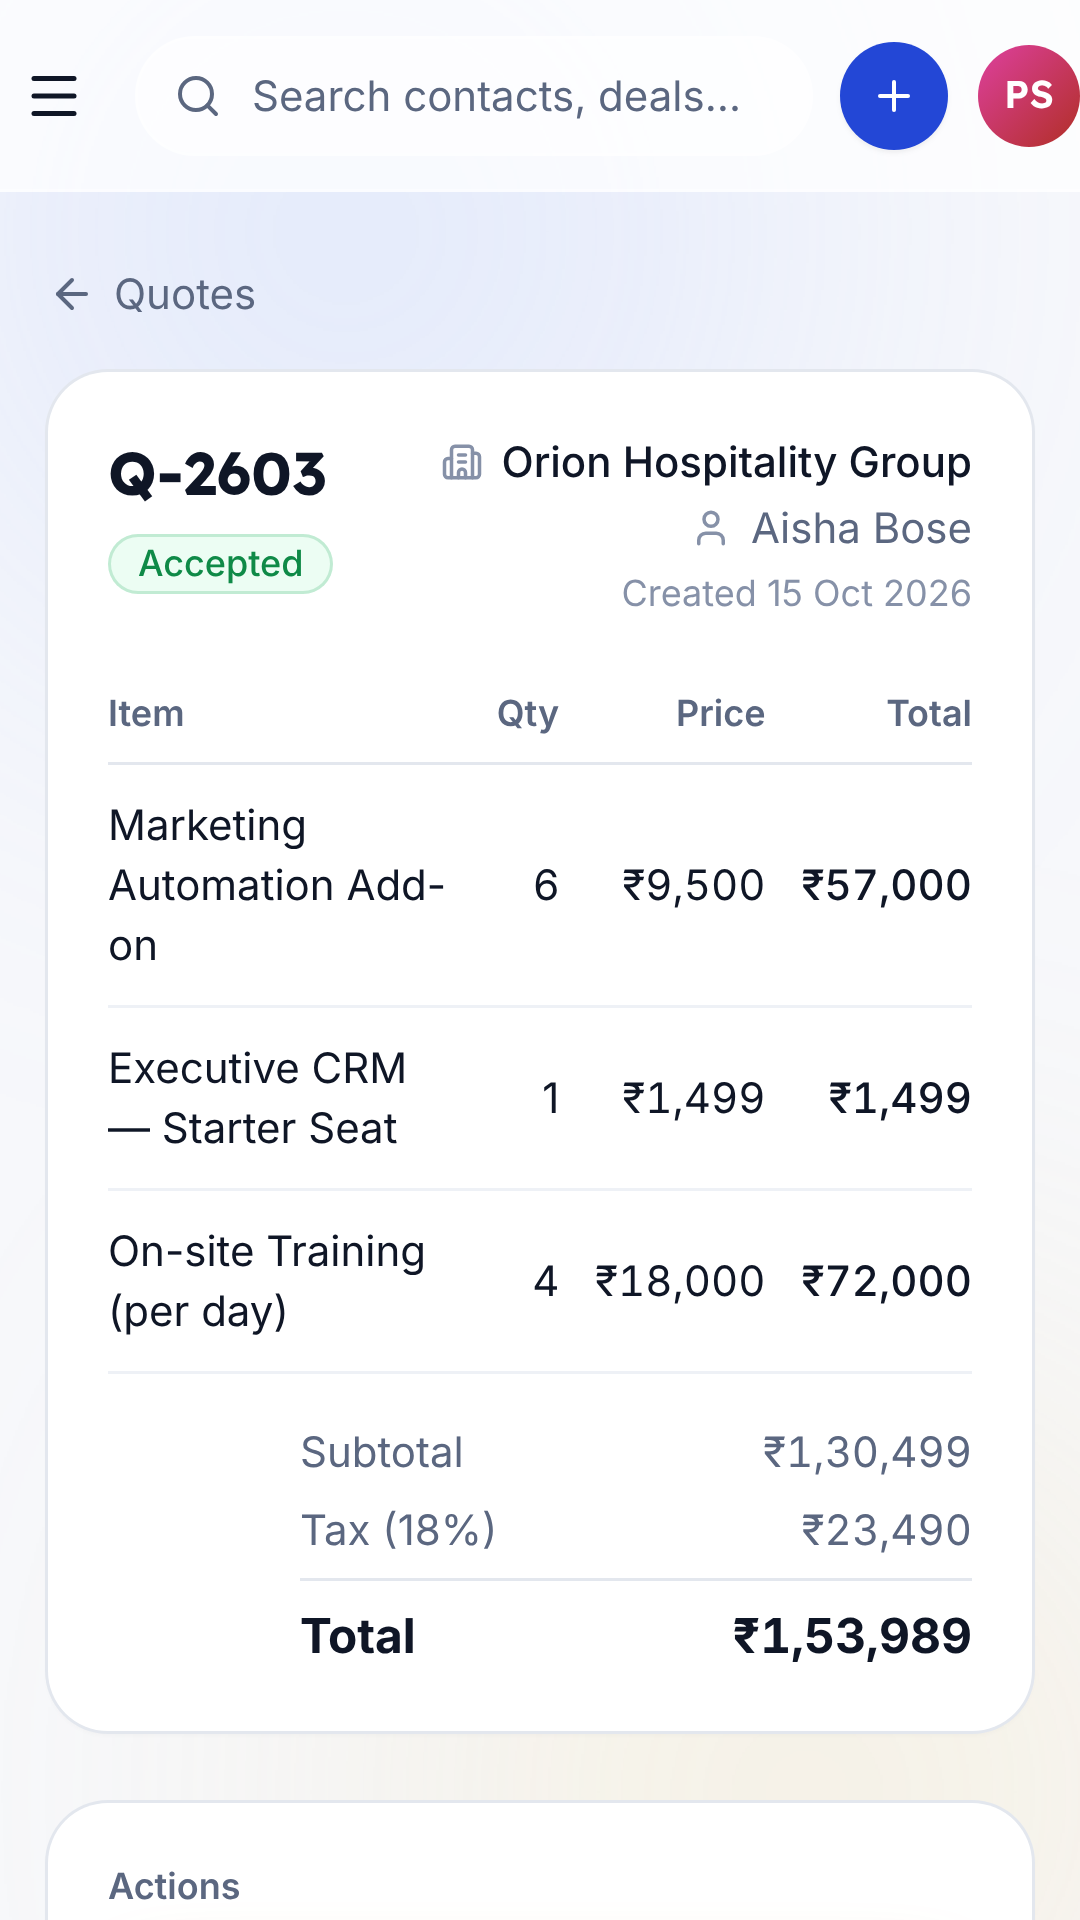 Search contacts, deals...
PS
Quotes
Q-2603
Accepted
Orion Hospitality Group
Aisha Bose
Created 15 Oct 2026
Item Qty Price Total
Marketing
Automation Add-
on
6 ₹9,500 ₹57,000
Executive CRM
— Starter Seat
1 ₹1,499 ₹1,499
On-site Training
(per day)
4 ₹18,000 ₹72,000
Subtotal ₹1,30,499
Tax (18%) ₹23,490
Total ₹1,53,989
Actions